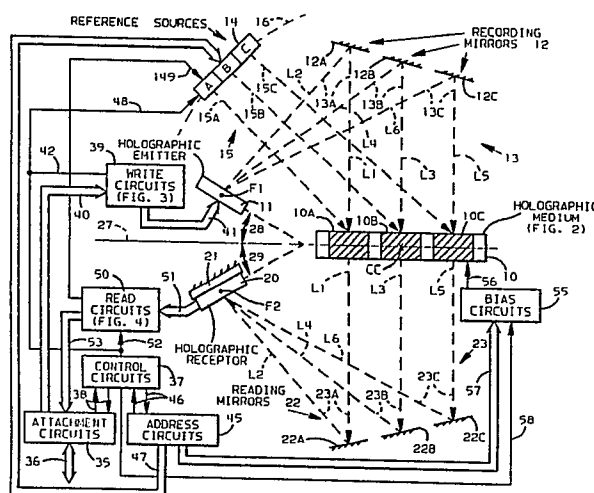 REFERENCE SOURCES
14
16
RECORDING
MIRRORS 12
12A
12B
12C
149
A
B
C
48
15A
15B
15C
15
L2
13A
13B
13C
L4
L6
13
42
39
WRITE
CIRCUITS
(FIG. 3)
40
41
HOLOGRAPHIC
EMITTER
F1
11
L1
L3
L5
27
28
29
10A
10B
10C
CC
HOLOGRAPHIC
MEDIUM
(FIG. 2)
10
50
READ
CIRCUITS
(FIG. 4)
51
21
20
F2
HOLOGRAPHIC
RECEPTOR
53
52
L1
L3
L5
56
55
BIAS
CIRCUITS
L4
L6
L2
23
57
CONTROL
CIRCUITS
37
38
46
READING
MIRRORS
22
23A
23B
23C
58
ATTACHMENT
CIRCUITS
35
36
ADDRESS
CIRCUITS
45
47
22A
22B
22C